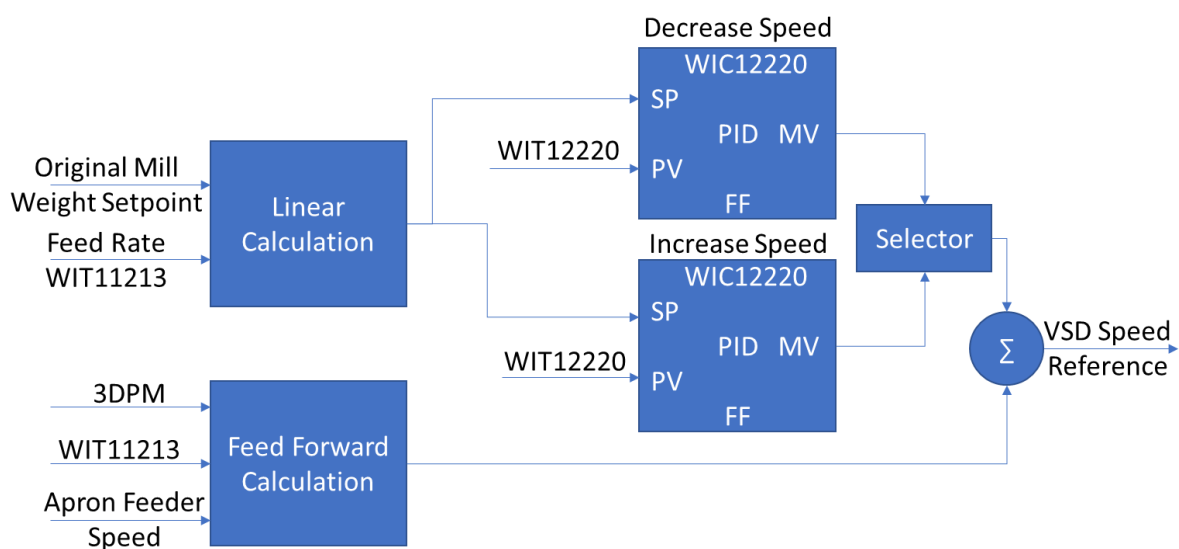 Decrease Speed
WIC12220
SP
PID MV
WIT12220
PV
FF
Original Mill
Weight Setpoint
Feed Rate
WIT11213
Linear
Calculation
Selector
Increase Speed
WIC12220
SP
PID MV
WIT12220
PV
FF
∑
VSD Speed
Reference
3DPM
WIT11213
Apron Feeder
Speed
Feed Forward
Calculation